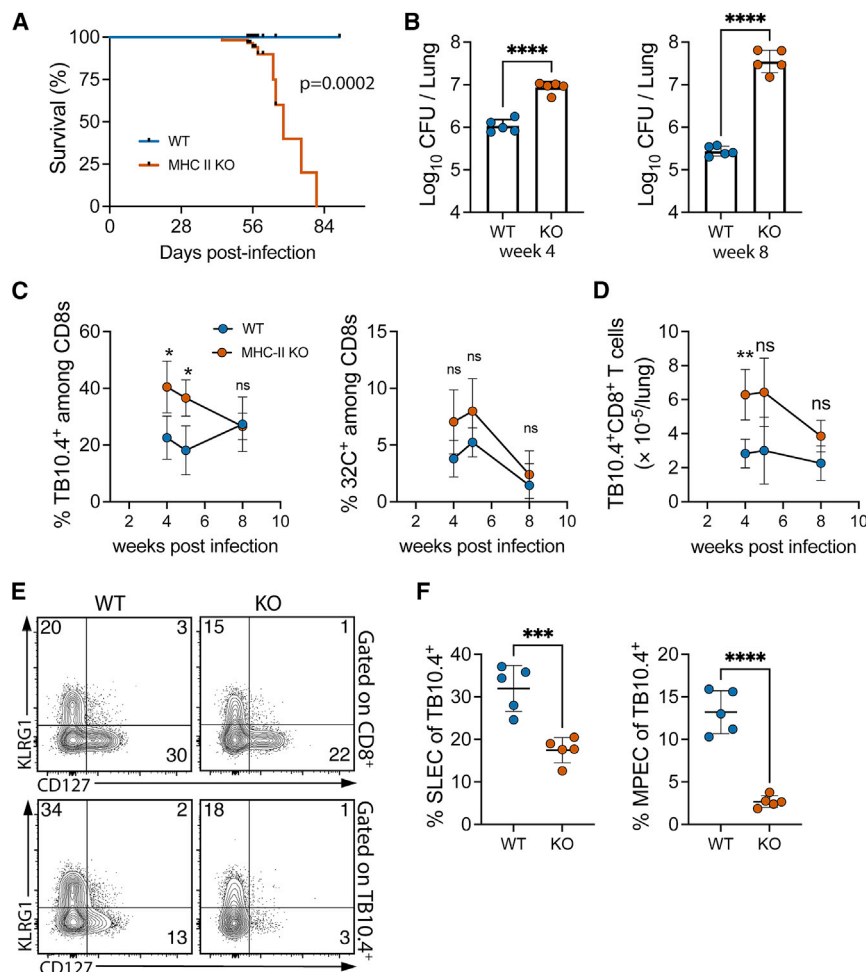 A
Survival (%)
100
75
50
25
0
p=0.0002
WT
MHC II KO
0 28 56 84
Days post-infection
B
Log10 CFU / Lung
8
7
6
5
4
****
WT KO
week 4
Log10 CFU / Lung
8
7
6
5
4
****
WT KO
week 8
C
% TB10.4+ among CD8s
60
40
20
0
WT
MHC-II KO
* * ns
2 4 6 8 10
weeks post infection
% 32C+ among CD8s
15
10
5
0
ns ns ns
2 4 6 8 10
weeks post infection
D
TB10.4+CD8+ T cells
(× 10-5/lung)
10
8
6
4
2
0
** ns ns
2 4 6 8 10
weeks post infection
E
WT KO
20 3 15 1
30 22
KLRG1
CD127
Gated on CD8+
34 2 18 1
13 3
KLRG1
CD127
Gated on TB10.4+
F
% SLEC of TB10.4+
40
30
20
10
0
***
WT KO
% MPEC of TB10.4+
20
15
10
5
0
****
WT KO